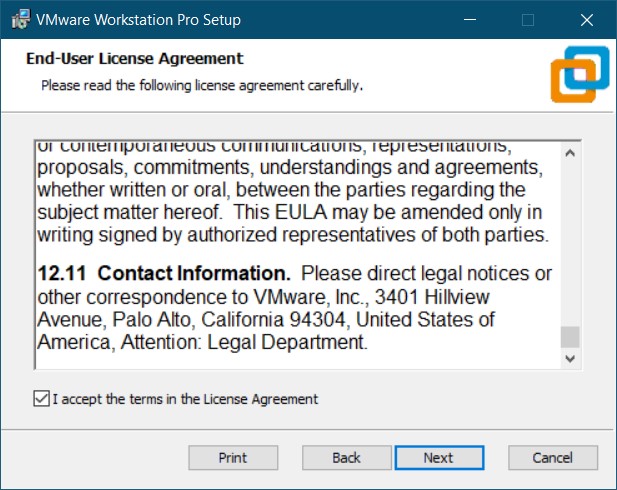 VMware Workstation Pro Setup
End-User License Agreement
Please read the following license agreement carefully.
or contemporaneous communications, representations,
proposals, commitments, understandings and agreements,
whether written or oral, between the parties regarding the
subject matter hereof.  This EULA may be amended only in
writing signed by authorized representatives of both parties.
12.11  Contact Information.  Please direct legal notices or
other correspondence to VMware, Inc., 3401 Hillview
Avenue, Palo Alto, California 94304, United States of
America, Attention: Legal Department.
I accept the terms in the License Agreement
Print
Back
Next
Cancel